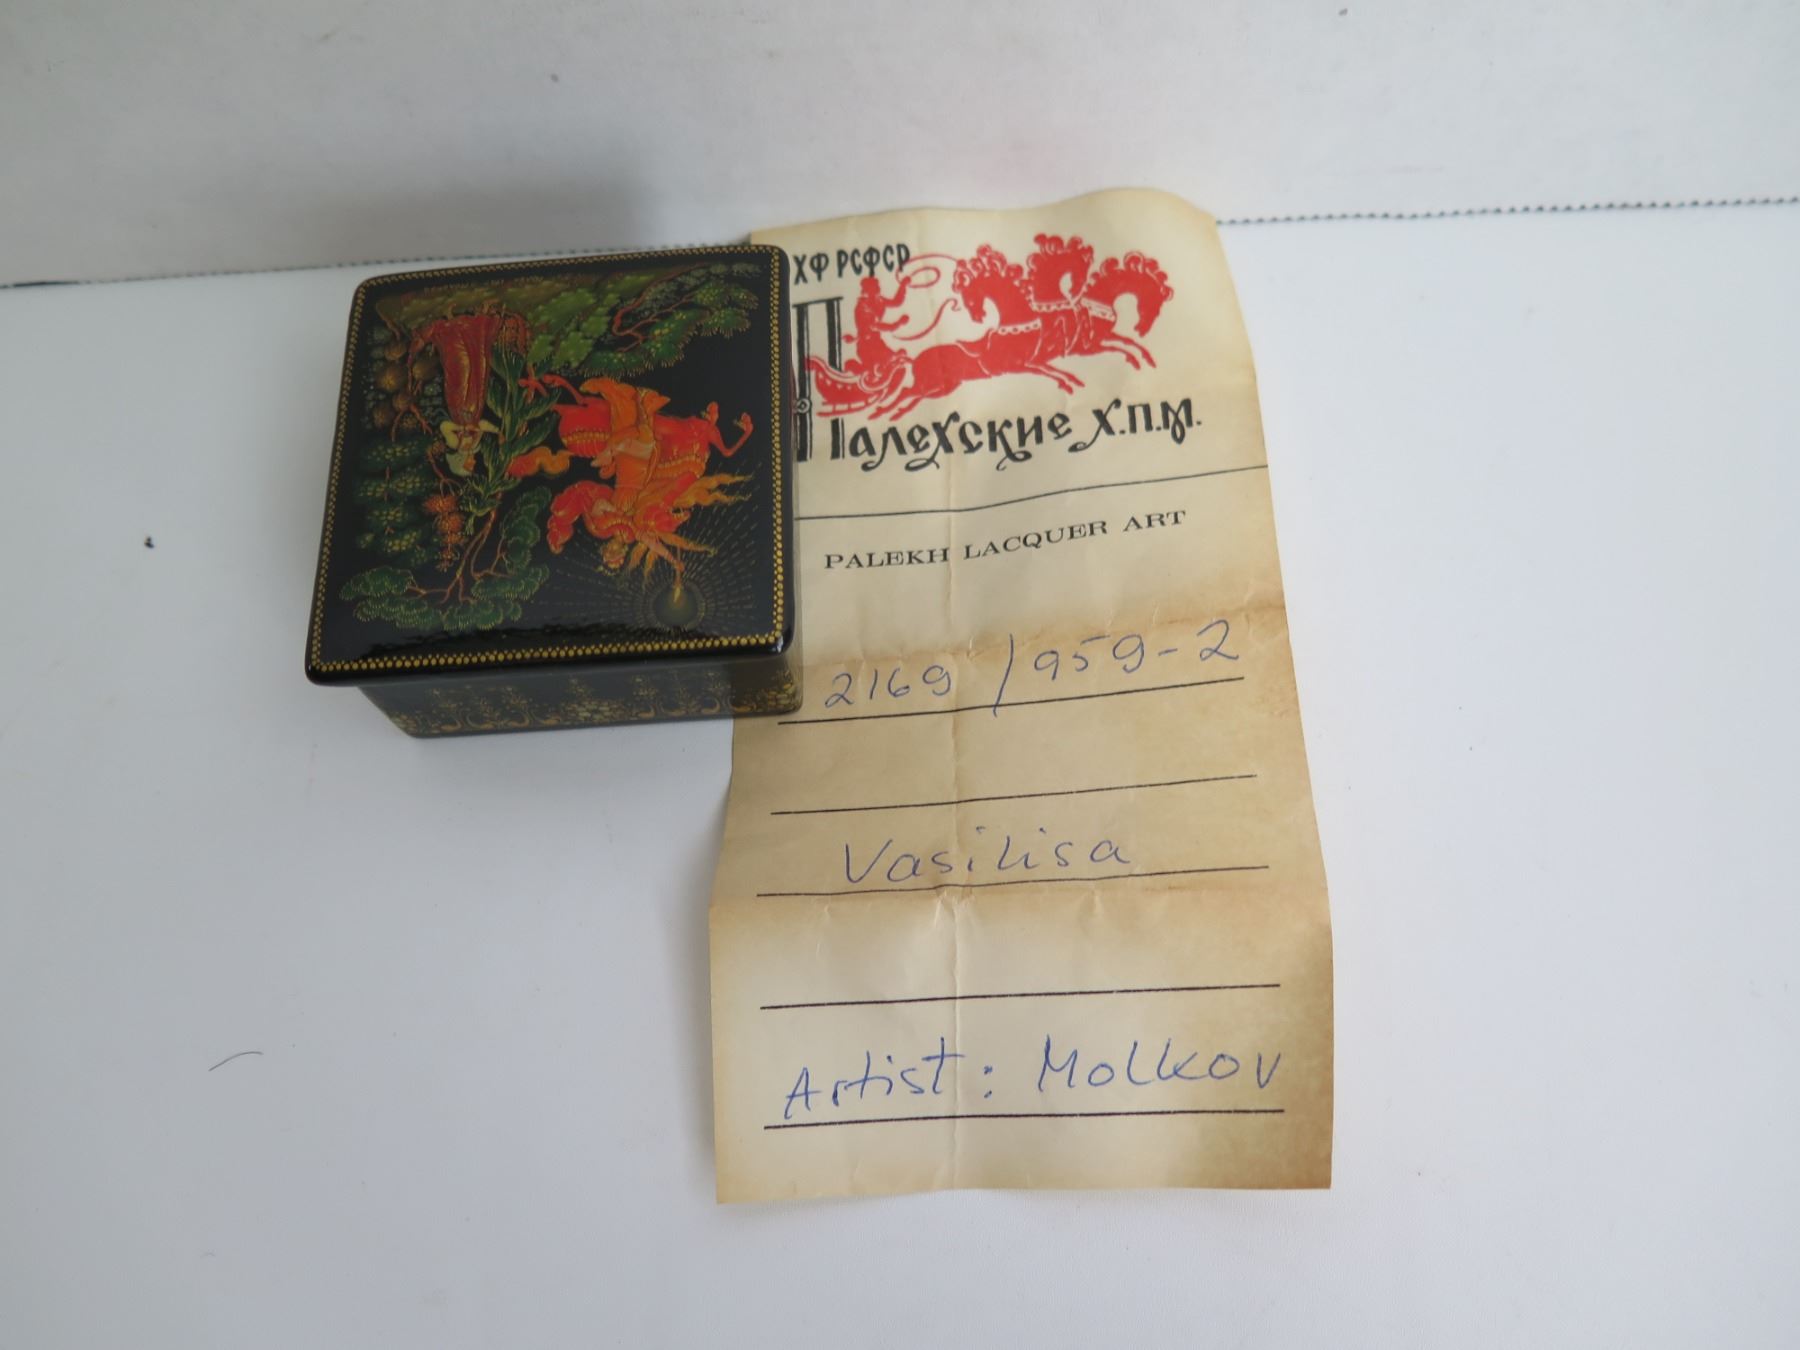 ХФ РСФСР
Палехские Х.П.М.
PALEKH LACQUER ART
2169 / 959-2
Vasilisa
Artist: Molkov